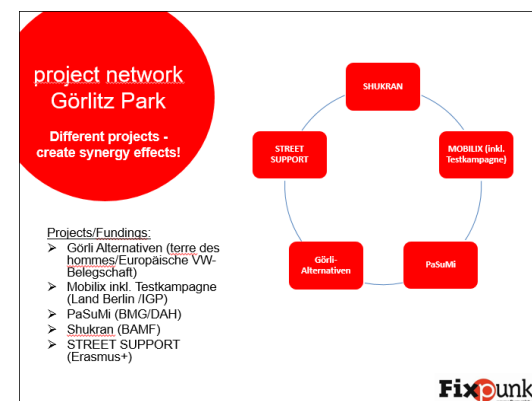 project network
Görlitz Park
Different projects -
create synergy effects!
SHUKRAN
MOBILIX (inkl.
Testkampagne)
PaSuMi
Görli-
Alternativen
STREET
SUPPORT
Projects/Fundings:
➢ Görli Alternativen (terre des
hommes/Europäische VW-
Belegschaft)
➢ Mobilix inkl. Testkampagne
(Land Berlin /IGP)
➢ PaSuMi (BMG/DAH)
➢ Shukran (BAMF)
➢ STREET SUPPORT
(Erasmus+)
Fixpunk